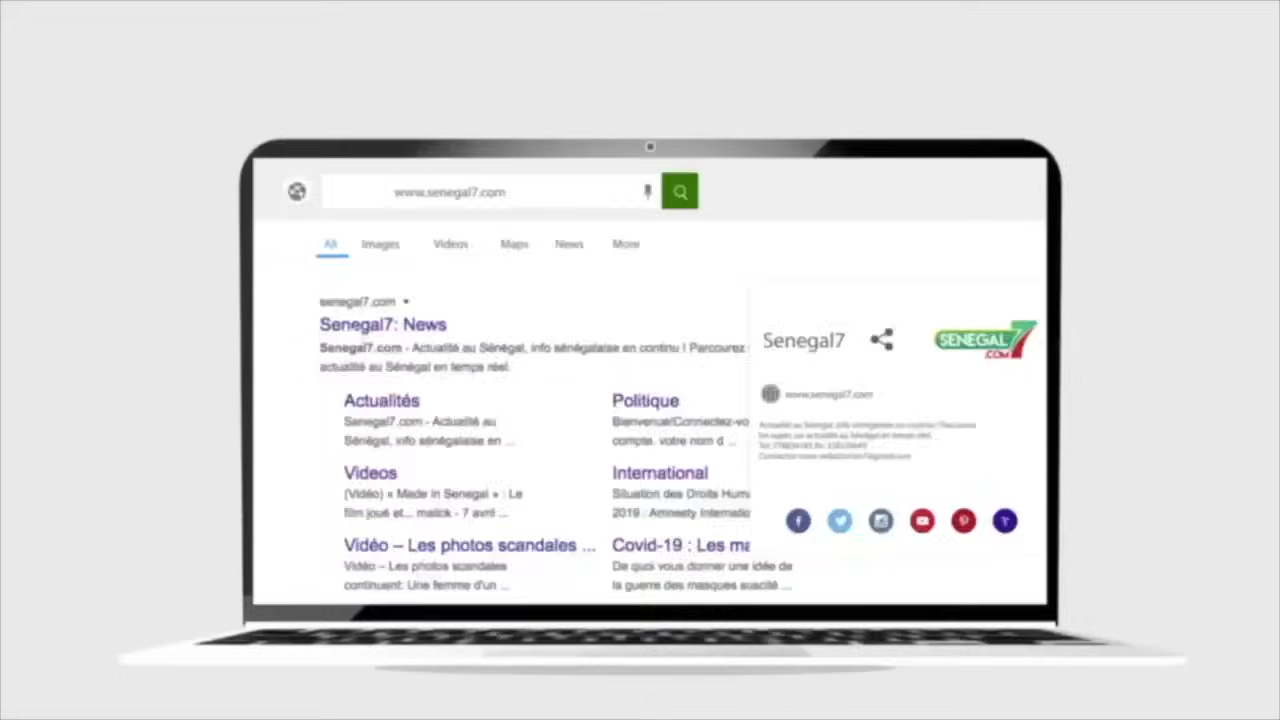 www.senegal7.com
All Images Videos Maps News More
senegal7.com
Senegal7: News
Senegal7.com - Actualité au Sénégal, info sénégalaise en continu ! Parcourez
actualité au Sénégal en temps réel.
Actualités
Senegal7.com - Actualité au
Sénégal, info sénégalaise en ...
Videos
(Vidéo) « Made in Senegal » : Le
film joué et... malick - 7 avril ...
Vidéo – Les photos scandales ...
Vidéo – Les photos scandales
continuent: Une femme d'un ...
Politique
Bienvenue!Connectez-vo
compte. votre nom d ...
International
Situation des Droits Huma
2019 : Amnesty Internatio
Covid-19 : Les ma
De quoi vous donner une idée de
la guerre des masques suscité ...
Senegal7
SENEGAL7
.COM
www.senegal7.com